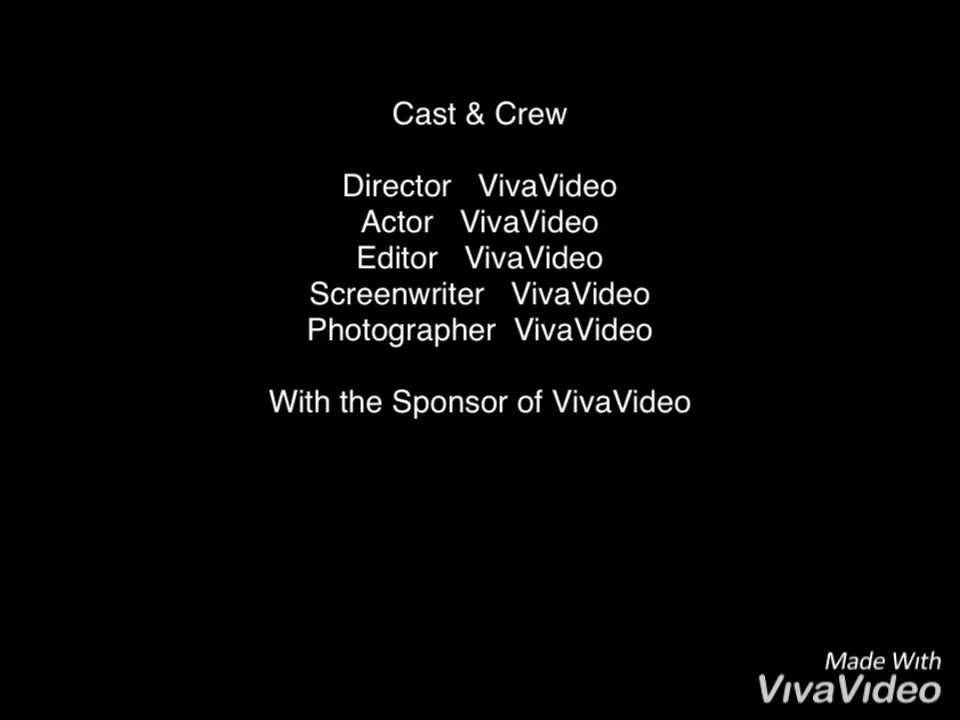 Cast & Crew
Director VivaVideo
Actor VivaVideo
Editor VivaVideo
Screenwriter VivaVideo
Photographer VivaVideo
With the Sponsor of VivaVideo
Made With
VivaVideo